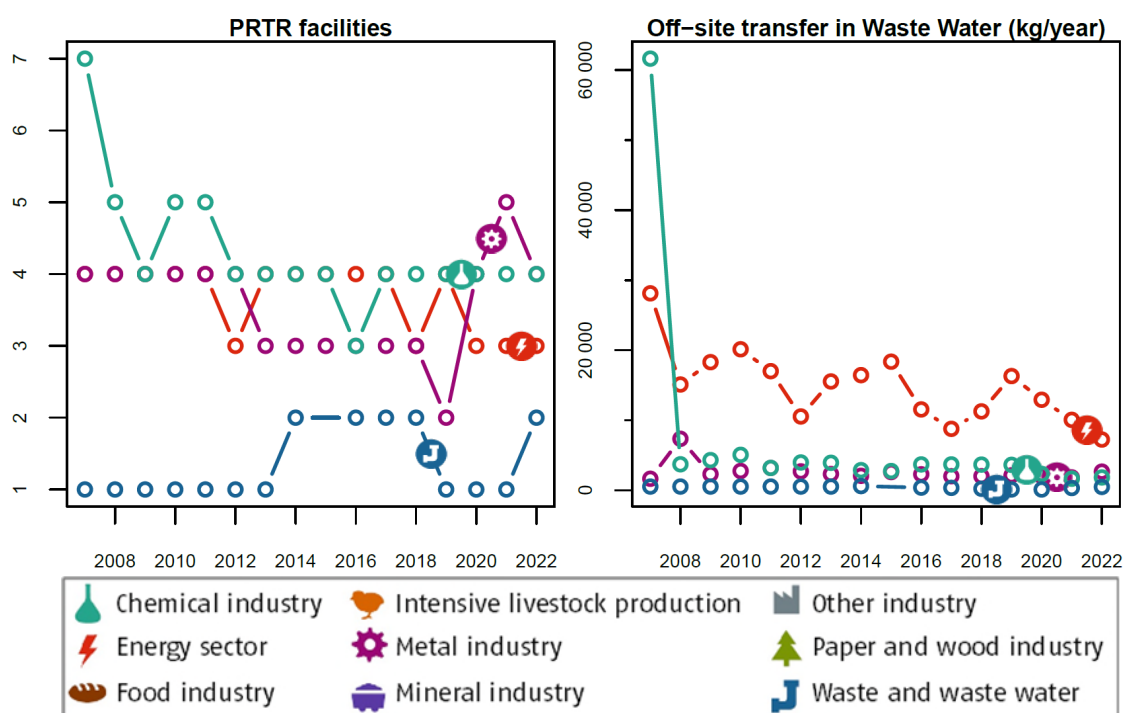 PRTR facilities
7
6
5
4
3
2
1
2008 2010 2012 2014 2016 2018 2020 2022
Off−site transfer in Waste Water (kg/year)
60 000
40 000
20 000
0
2008 2010 2012 2014 2016 2018 2020 2022
Chemical industry Intensive livestock production Other industry
Energy sector Metal industry Paper and wood industry
Food industry Mineral industry Waste and waste water